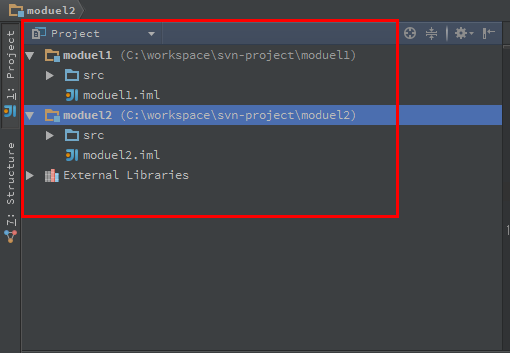 moduel2
Project
moduel1 (C:\workspace\svn-project\moduel1)
src
moduel1.iml
moduel2 (C:\workspace\svn-project\moduel2)
src
moduel2.iml
External Libraries
1: Project
7: Structure